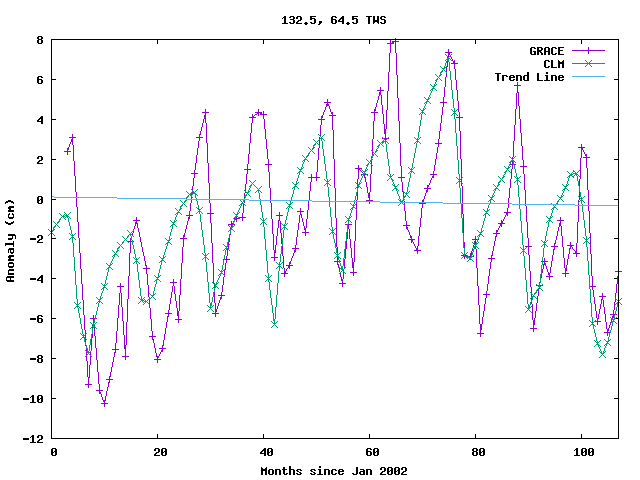 132.5, 64.5 TWS
GRACE
CLM
Trend Line
8
6
4
2
0
-2
-4
-6
-8
-10
-12
Anomaly (cm)
0 20 40 60 80 100
Months since Jan 2002